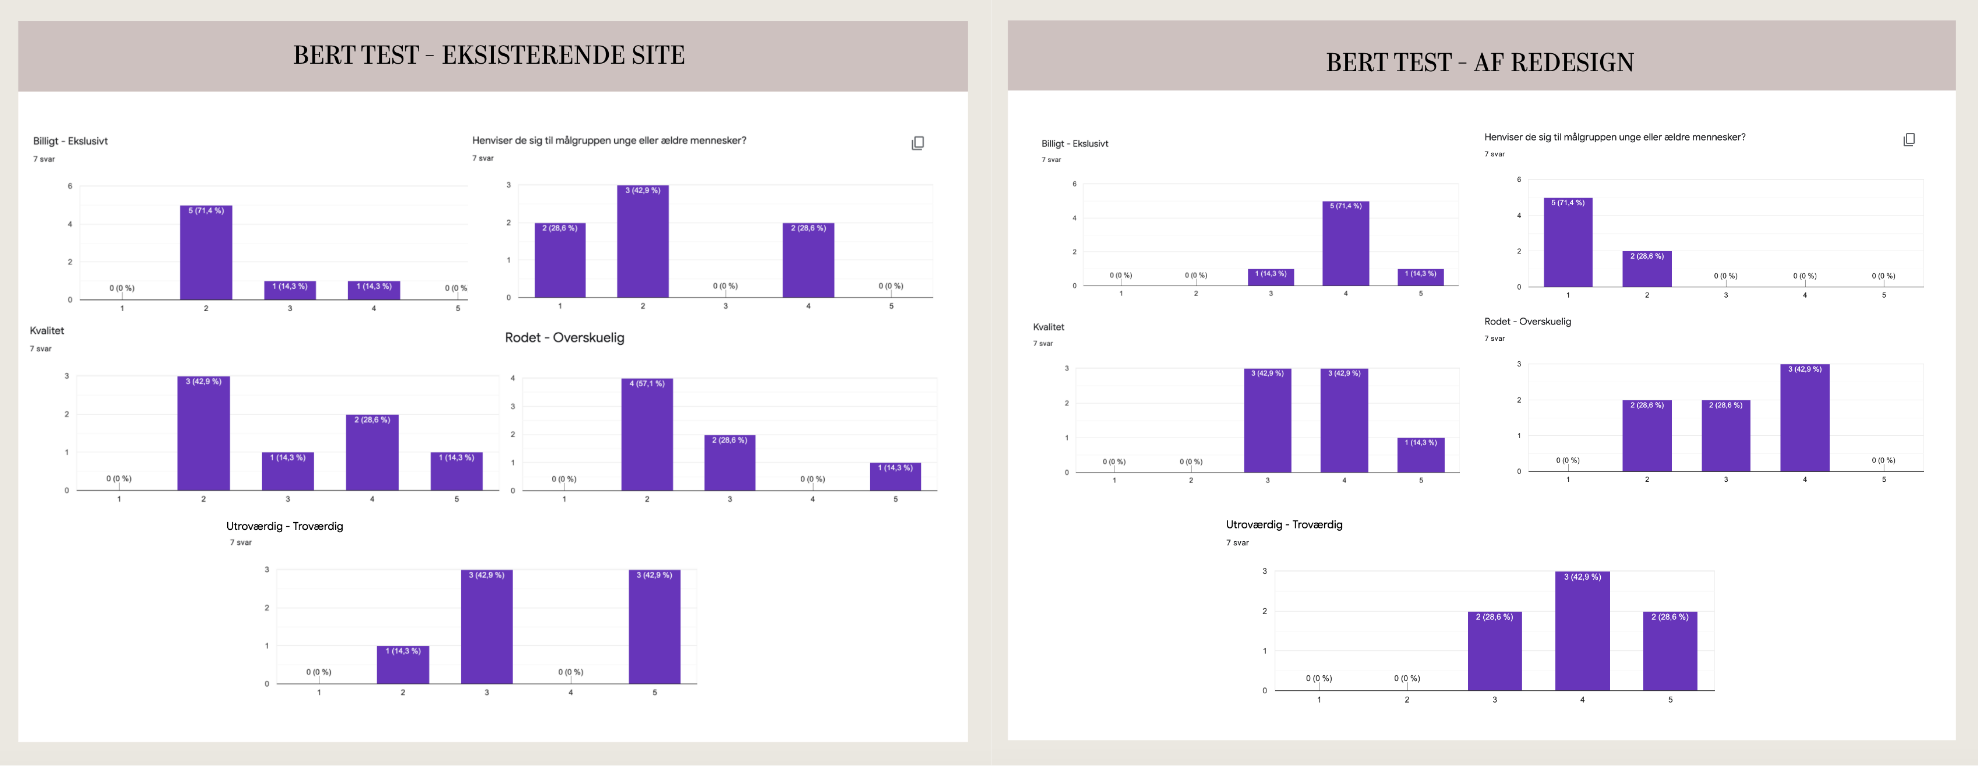 BERT TEST - EKSISTERENDE SITE
Billigt - Ekslusivt
7 svar
6
4
2
0
0 (0 %)
5 (71,4 %)
1 (14,3 %)
1 (14,3 %)
0 (0 %
1
2
3
4
5
Henviser de sig til målgruppen unge eller ældre mennesker?
7 svar
3
2
1
0
2 (28,6 %)
3 (42,9 %)
0 (0 %)
2 (28,6 %)
0 (0 %)
1
2
3
4
5
Kvalitet
7 svar
3
2
1
0
0 (0 %)
3 (42,9 %)
1 (14,3 %)
2 (28,6 %)
1 (14,3 %)
1
2
3
4
5
Rodet - Overskuelig
4
3
2
1
0
0 (0 %)
4 (57,1 %)
2 (28,6 %)
0 (0 %)
1 (14,3 %)
1
2
3
4
5
Utroværdig - Troværdig
7 svar
3
2
1
0
0 (0 %)
1 (14,3 %)
3 (42,9 %)
0 (0 %)
3 (42,9 %)
1
2
3
4
5
BERT TEST - AF REDESIGN
Billigt - Ekslusivt
7 svar
6
4
2
0
0 (0 %)
0 (0 %)
1 (14,3 %)
5 (71,4 %)
1 (14,3 %)
1
2
3
4
5
Henviser de sig til målgruppen unge eller ældre mennesker?
7 svar
6
4
2
0
5 (71,4 %)
2 (28,6 %)
0 (0 %)
0 (0 %)
0 (0 %)
1
2
3
4
5
Kvalitet
7 svar
3
2
1
0
0 (0 %)
0 (0 %)
3 (42,9 %)
3 (42,9 %)
1 (14,3 %)
1
2
3
4
5
Rodet - Overskuelig
7 svar
3
2
1
0
0 (0 %)
2 (28,6 %)
2 (28,6 %)
3 (42,9 %)
0 (0 %)
1
2
3
4
5
Utroværdig - Troværdig
7 svar
3
2
1
0
0 (0 %)
0 (0 %)
2 (28,6 %)
3 (42,9 %)
2 (28,6 %)
1
2
3
4
5